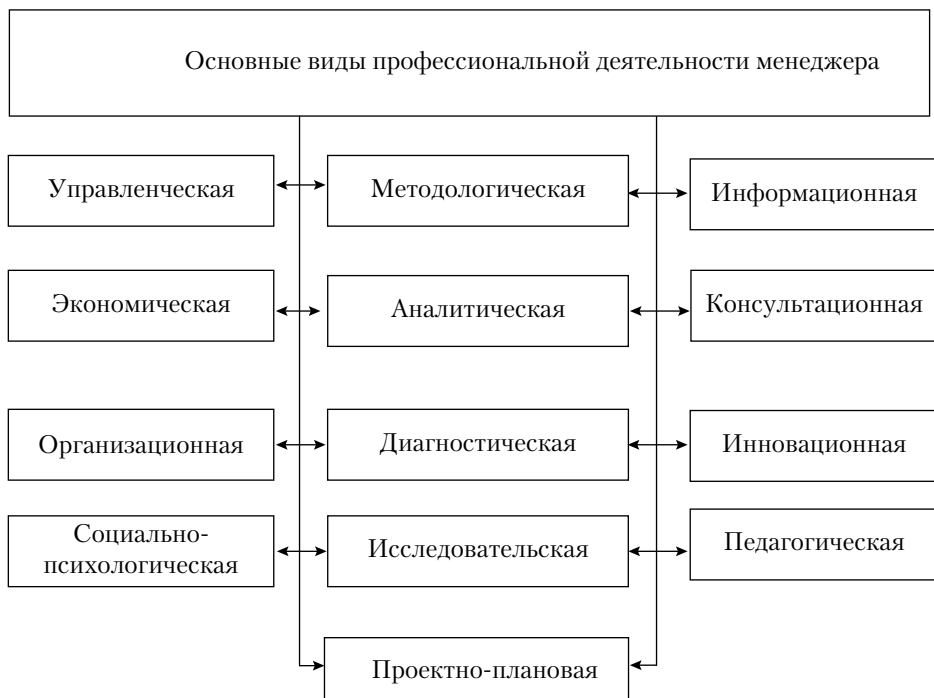 Основные виды профессиональной деятельности менеджера
Управленческая
Методологическая
Информационная
Экономическая
Аналитическая
Консультационная
Организационная
Диагностическая
Инновационная
Социально-
психологическая
Исследовательская
Педагогическая
Проектно-плановая